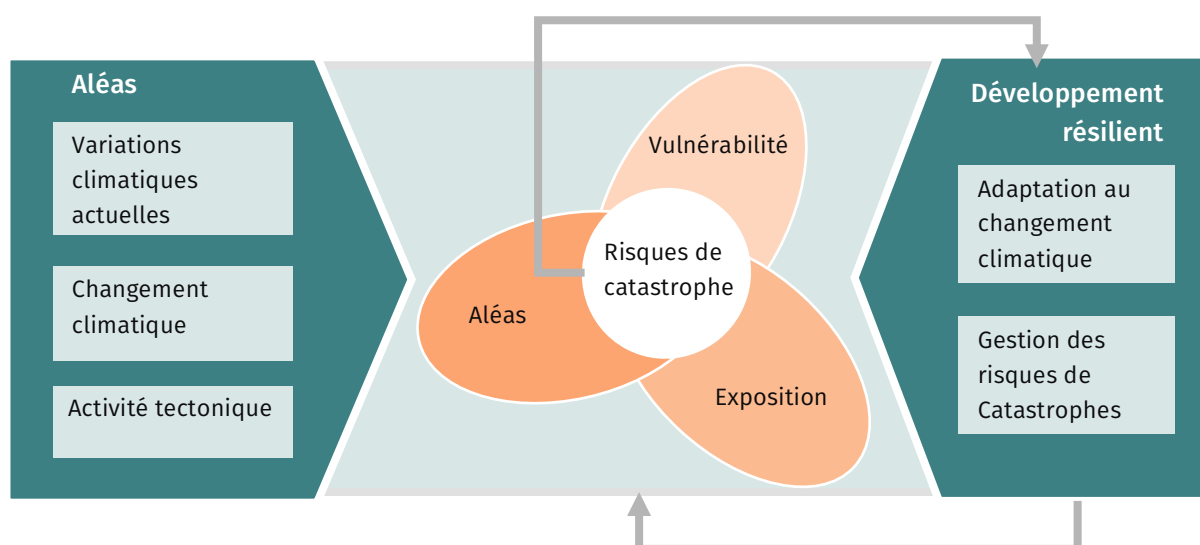 Aléas
Variations
climatiques
actuelles
Changement
climatique
Activité tectonique
Vulnérabilité
Risques de
catastrophe
Aléas
Exposition
Développement
résilient
Adaptation au
changement
climatique
Gestion des
risques de
Catastrophes